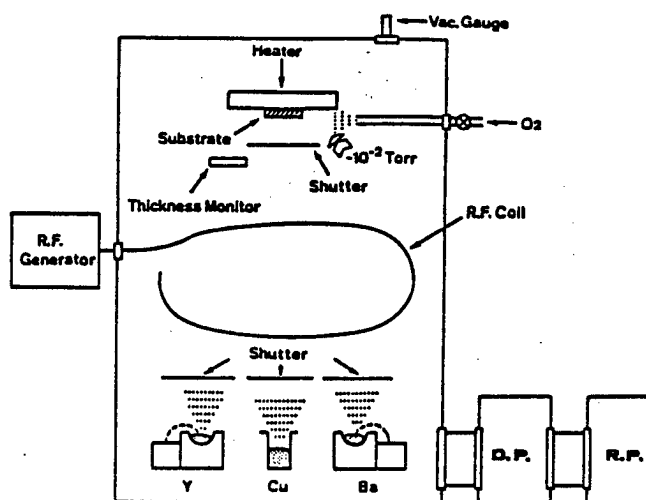 Vac. Gauge
Heater
Substrate
O2
~10-2 Torr
Shutter
Thickness Monitor
R.F. Coil
R.F.
Generator
Shutter
Y
Cu
Ba
D.P.
R.P.